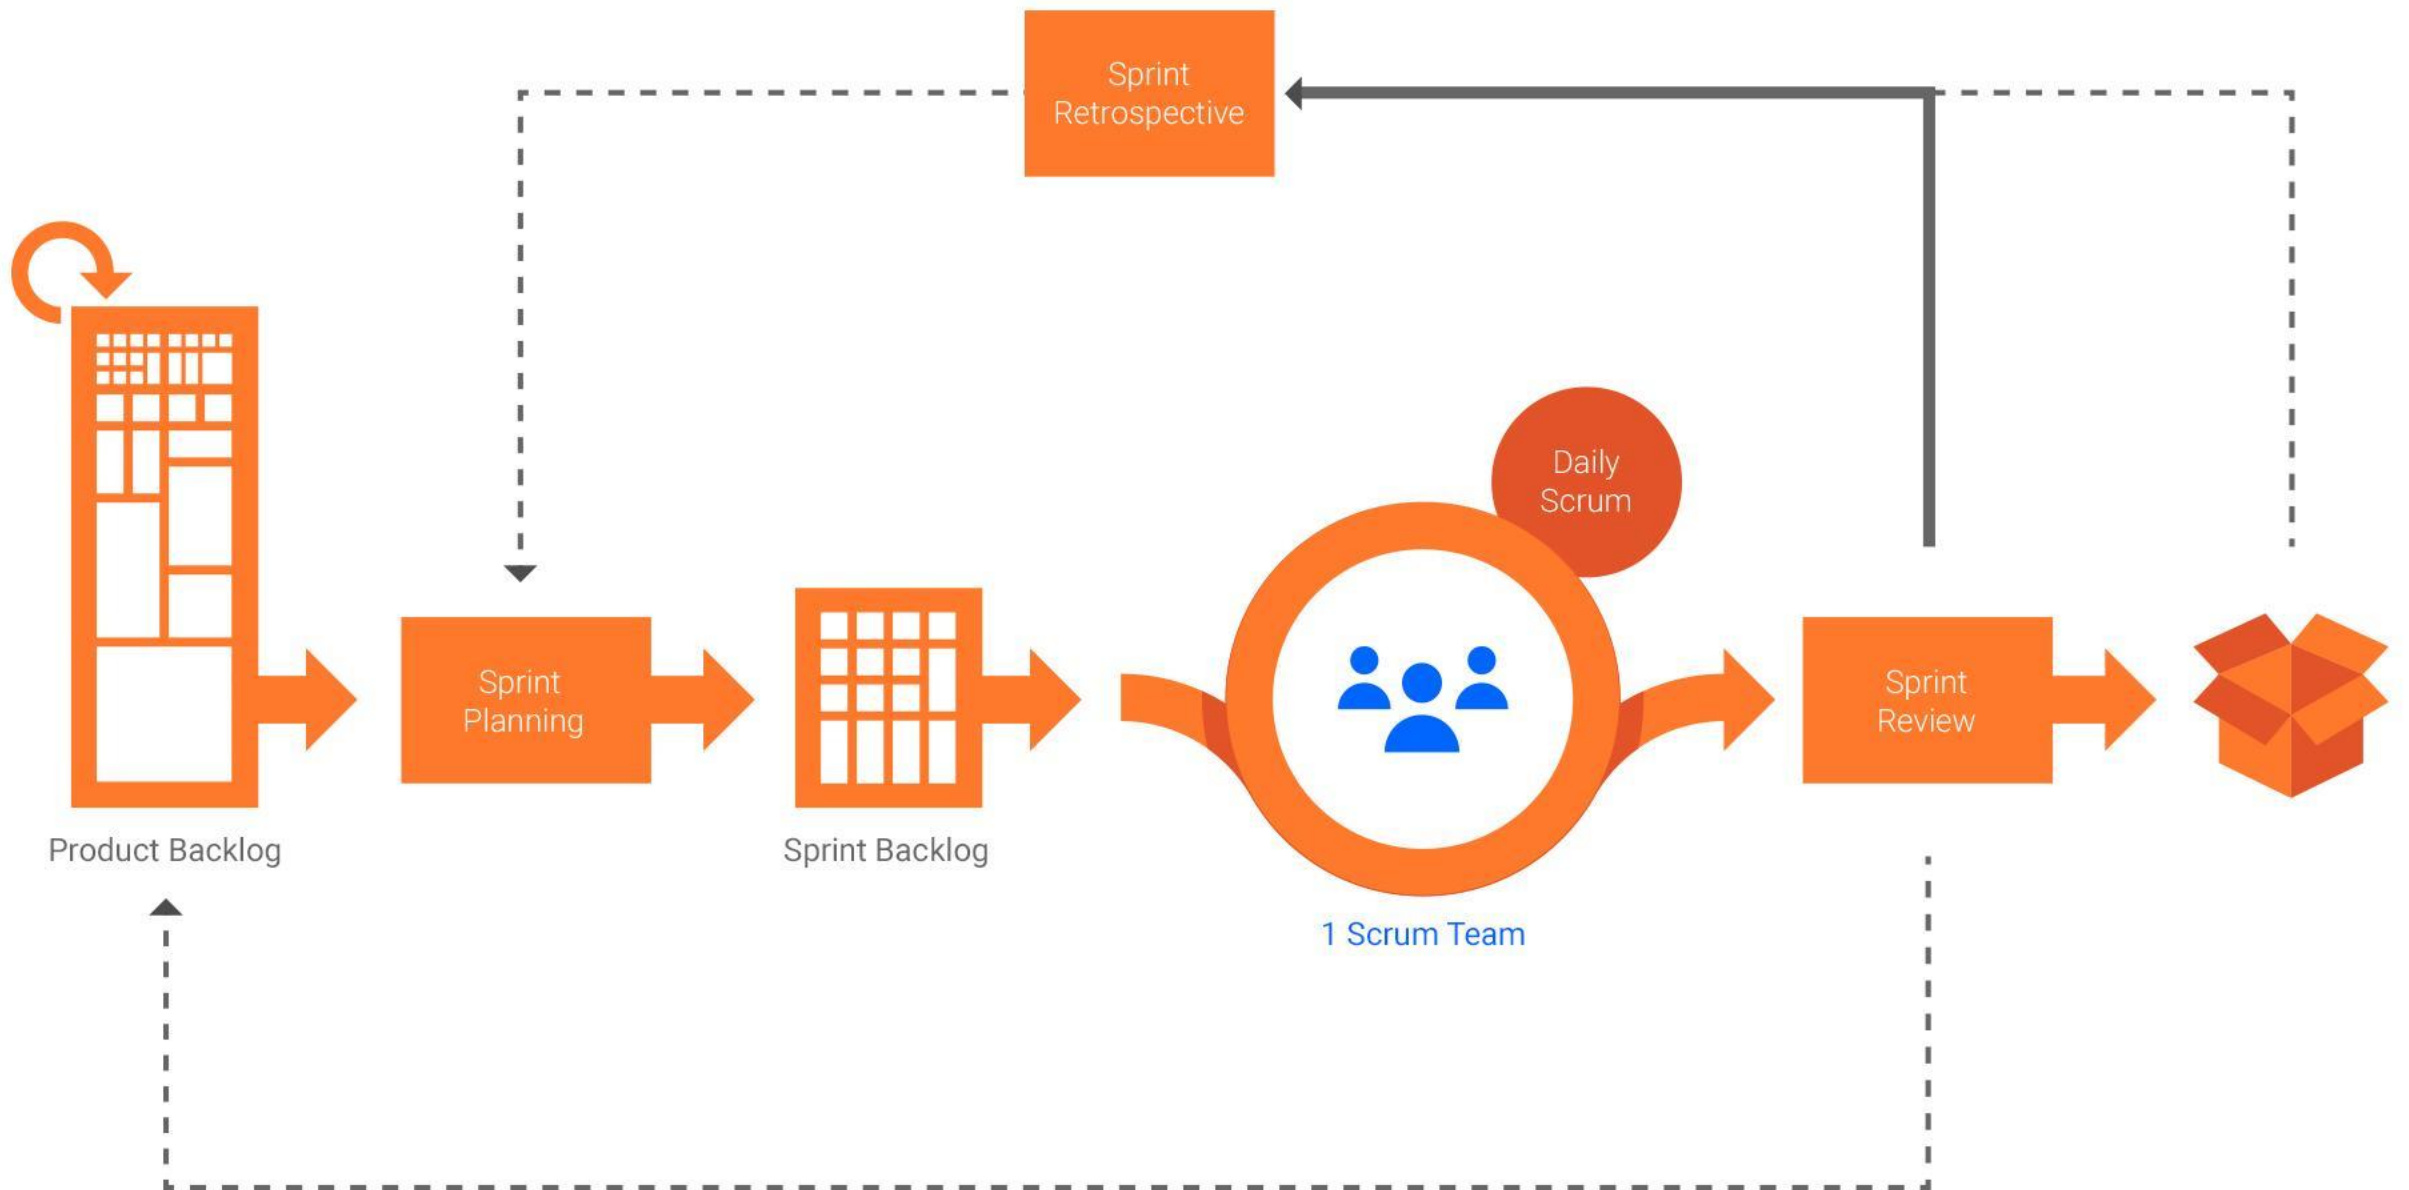 Sprint
Retrospective
Daily
Scrum
Sprint
Planning
Sprint
Review
Product Backlog
Sprint Backlog
1 Scrum Team